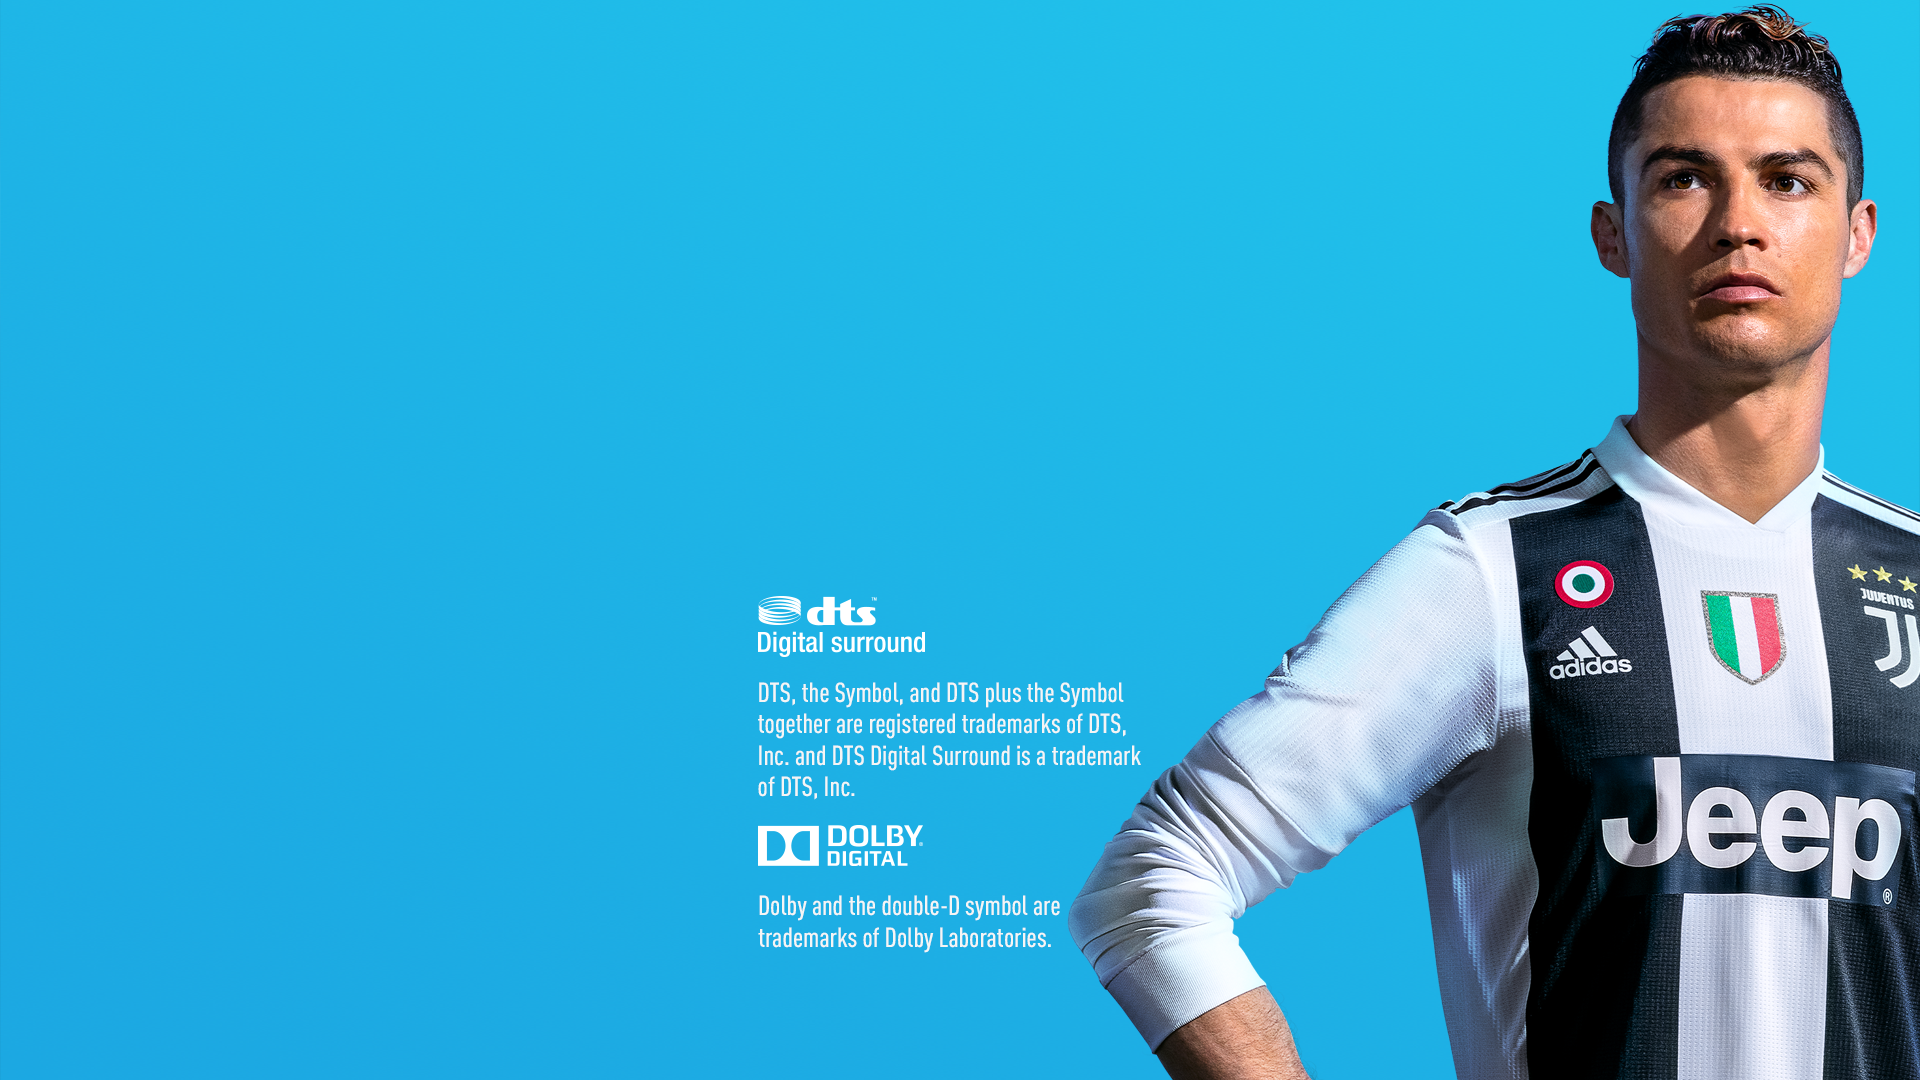 dts™
Digital surround
DTS, the Symbol, and DTS plus the Symbol
together are registered trademarks of DTS,
Inc. and DTS Digital Surround is a trademark
of DTS, Inc.
DOLBY®
DIGITAL
Dolby and the double-D symbol are
trademarks of Dolby Laboratories.
JUVENTUS
adidas
Jeep®